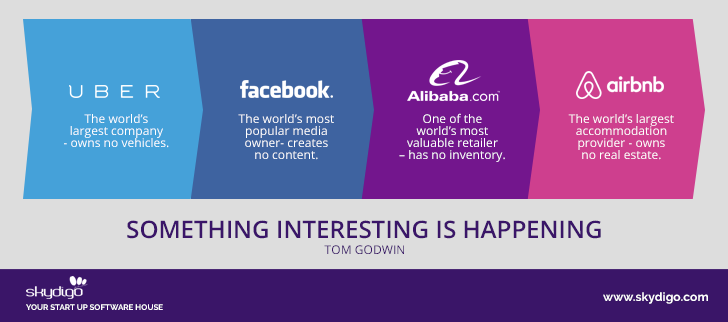 UBER
The world's
largest company
- owns no vehicles.
facebook.
The world's most
popular media
owner- creates
no content.
Alibaba.com
One of the
world's most
valuable retailer
– has no inventory.
airbnb
The world's largest
accommodation
provider - owns
no real estate.
SOMETHING INTERESTING IS HAPPENING
TOM GODWIN
skydigo
YOUR START UP SOFTWARE HOUSE
www.skydigo.com